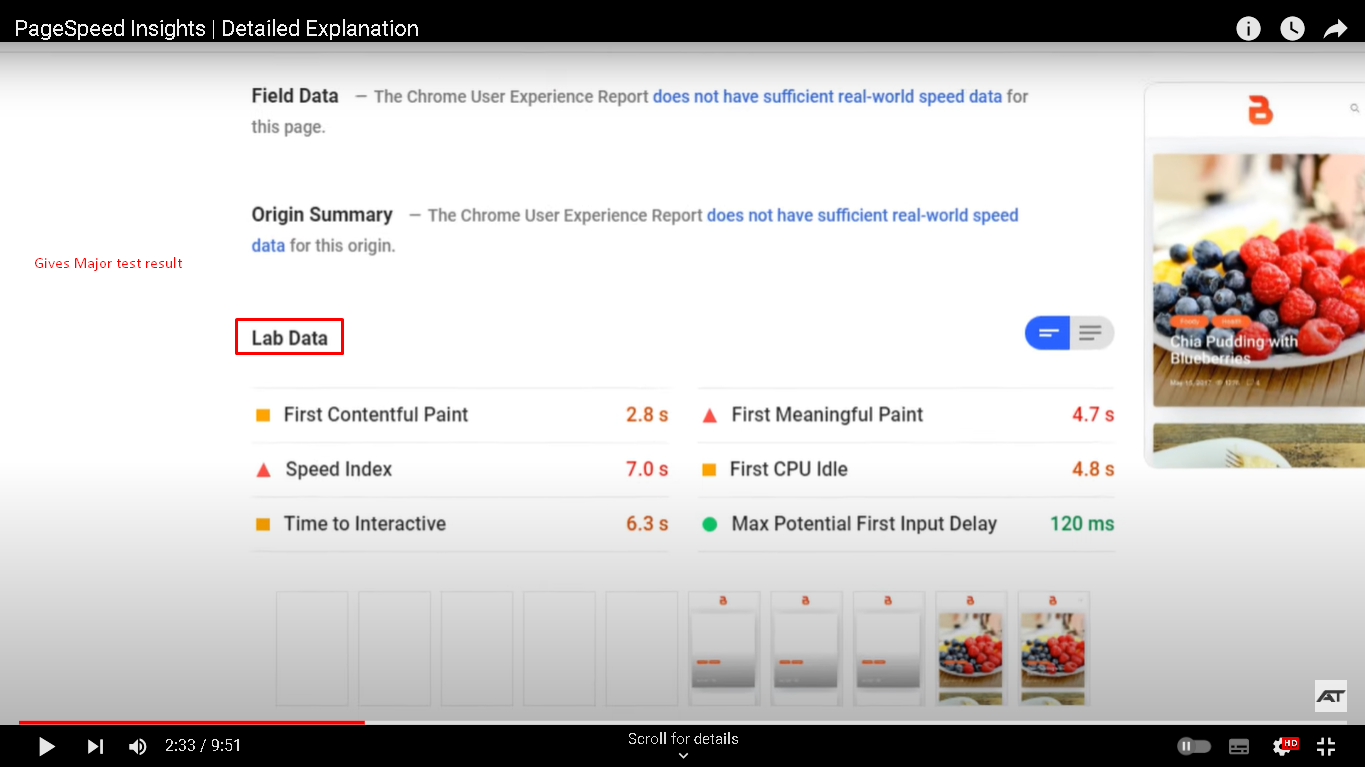 PageSpeed Insights | Detailed Explanation
Field Data — The Chrome User Experience Report does not have sufficient real-world speed data for
this page.
Origin Summary — The Chrome User Experience Report does not have sufficient real-world speed
data for this origin.
Gives Major test result
Lab Data
First Contentful Paint 2.8 s
First Meaningful Paint 4.7 s
Speed Index 7.0 s
First CPU Idle 4.8 s
Time to Interactive 6.3 s
Max Potential First Input Delay 120 ms
Chia Pudding with
Blueberries
AT
2:33 / 9:51
Scroll for details
HD